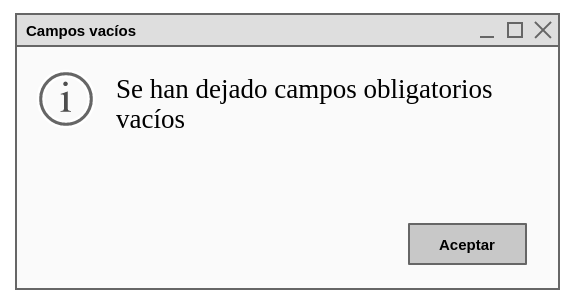 Campos vacíos
i
Se han dejado campos obligatorios
vacíos
Aceptar